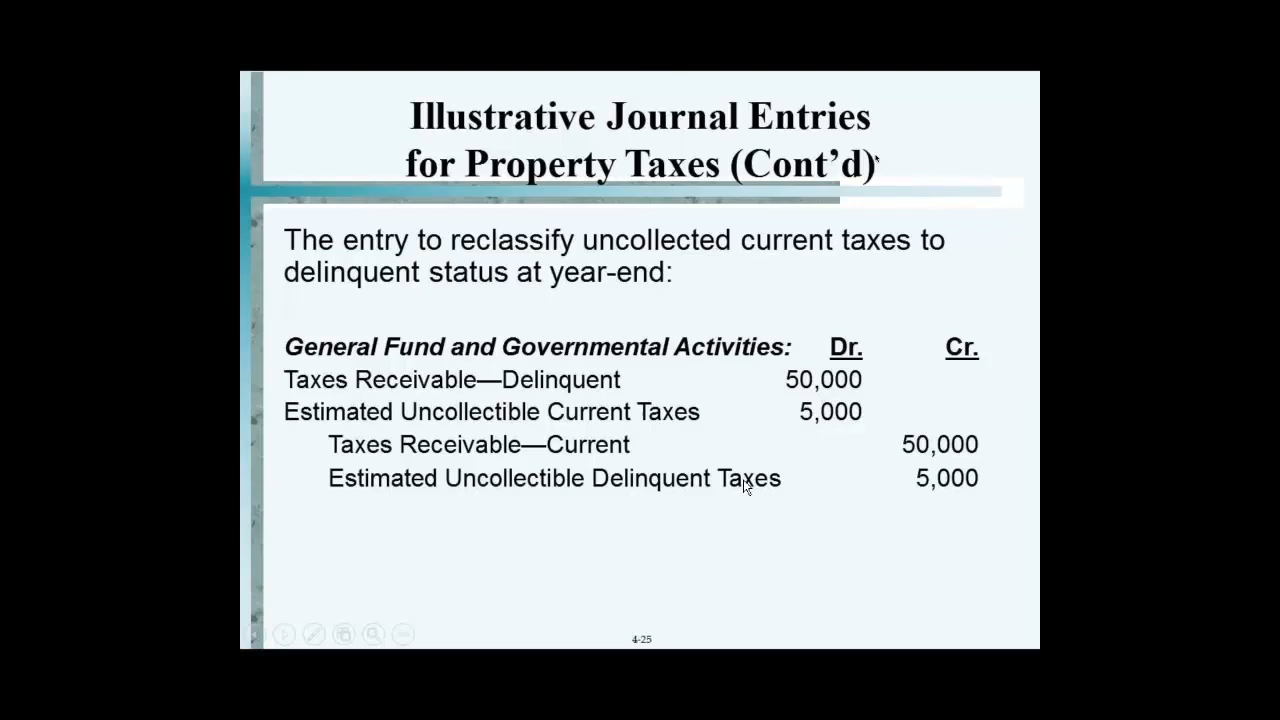 Illustrative Journal Entries
for Property Taxes (Cont’d)
The entry to reclassify uncollected current taxes to
delinquent status at year-end:
General Fund and Governmental Activities: Dr. Cr.
Taxes Receivable—Delinquent 50,000
Estimated Uncollectible Current Taxes 5,000
Taxes Receivable—Current 50,000
Estimated Uncollectible Delinquent Taxes 5,000
4-25